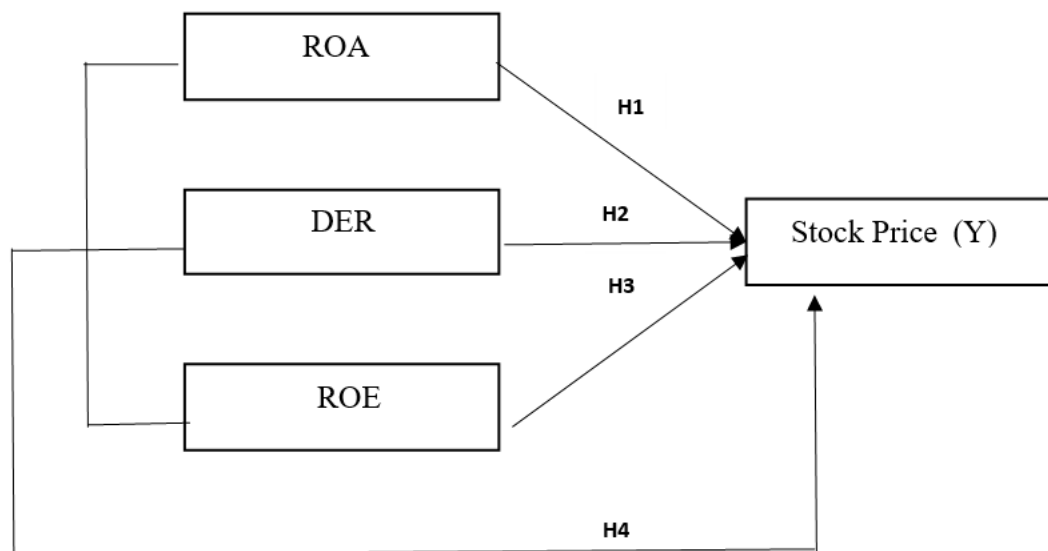 ROA
H1
DER
H2
Stock Price (Y)
H3
ROE
H4